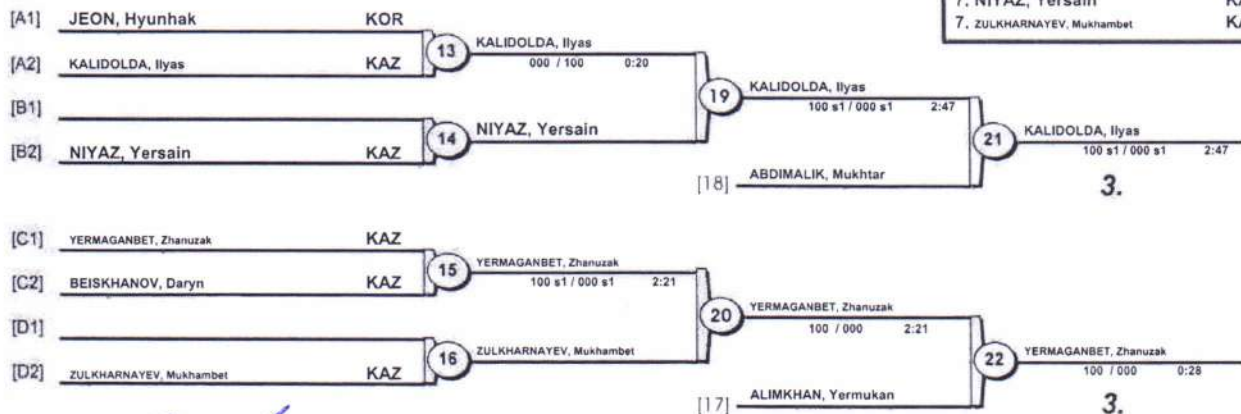 7. NIYAZ, Yersain
7. ZULKHARNAYEV, Mukhambet
[A1] JEON, Hyunhak KOR
13
KALIDOLDA, Ilyas
000 / 100 0:20
[A2] KALIDOLDA, Ilyas KAZ
19
KALIDOLDA, Ilyas
100 s1 / 000 s1 2:47
[B1]
14
NIYAZ, Yersain
[B2] NIYAZ, Yersain KAZ
21
KALIDOLDA, Ilyas
100 s1 / 000 s1 2:47
[18] ABDIMALIK, Mukhtar
3.
[C1] YERMAGANBET, Zhanuzak KAZ
15
YERMAGANBET, Zhanuzak
100 s1 / 000 s1 2:21
[C2] BEISKHANOV, Daryn KAZ
20
YERMAGANBET, Zhanuzak
100 / 000 2:21
[D1]
16
ZULKHARNAYEV, Mukhambet
[D2] ZULKHARNAYEV, Mukhambet KAZ
22
YERMAGANBET, Zhanuzak
100 / 000 0:28
[17] ALIMKHAN, Yermukan
3.